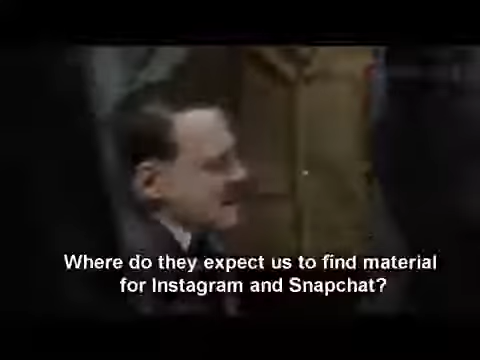 Where do they expect us to find material
for Instagram and Snapchat?